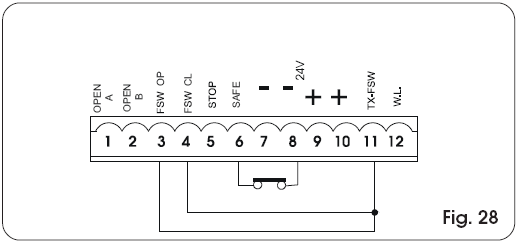 OPEN A
OPEN B
FSW OP
FSW CL
STOP
SAFE
- -
24V
+ +
TX-FSW
W.L.
1 2 3 4 5 6 7 8 9 10 11 12
Fig. 28